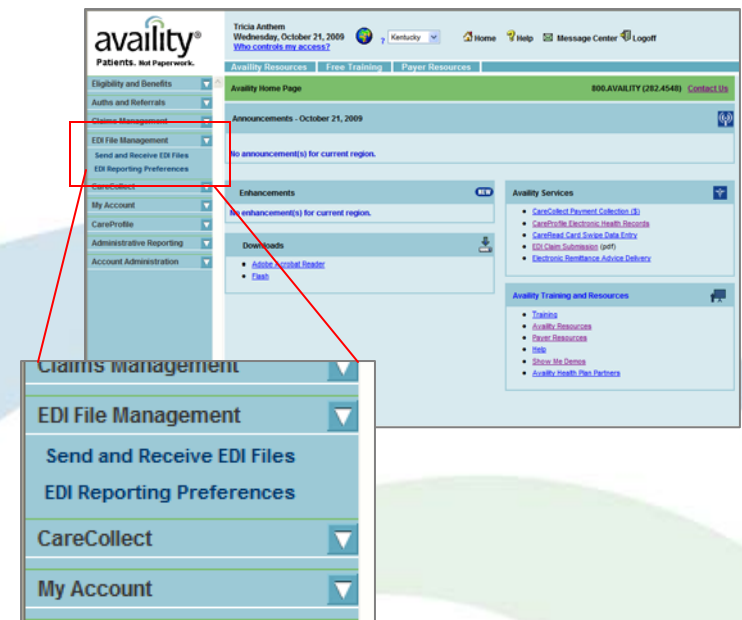 availity®
Patients. Not Paperwork.
Tricia Anthem
Wednesday, October 21, 2009
Who controls my access?
? Kentucky
Home
? Help
Message Center
Logoff
Availity Resources
Free Training
Payer Resources
Eligibility and Benefits
Auths and Referrals
Claims Management
EDI File Management
Send and Receive EDI Files
EDI Reporting Preferences
CareCollect
My Account
CareProfile
Administrative Reporting
Account Administration
Availity Home Page
800.AVAILITY (282.4548) Contact Us
Announcements - October 21, 2009
No announcement(s) for current region.
Enhancements
NEW
No enhancement(s) for current region.
Downloads
Adobe Acrobat Reader
Flash
Availity Services
CareCollect Payment Collection ($)
CareProfile Electronic Health Records
CareRead Card Swipe Data Entry
EDI Claim Submission (pdf)
Electronic Remittance Advice Delivery
Availity Training and Resources
Training
Availity Resources
Payer Resources
Help
Show Me Demos
Availity Health Plan Partners
Claims Management
EDI File Management
Send and Receive EDI Files
EDI Reporting Preferences
CareCollect
My Account